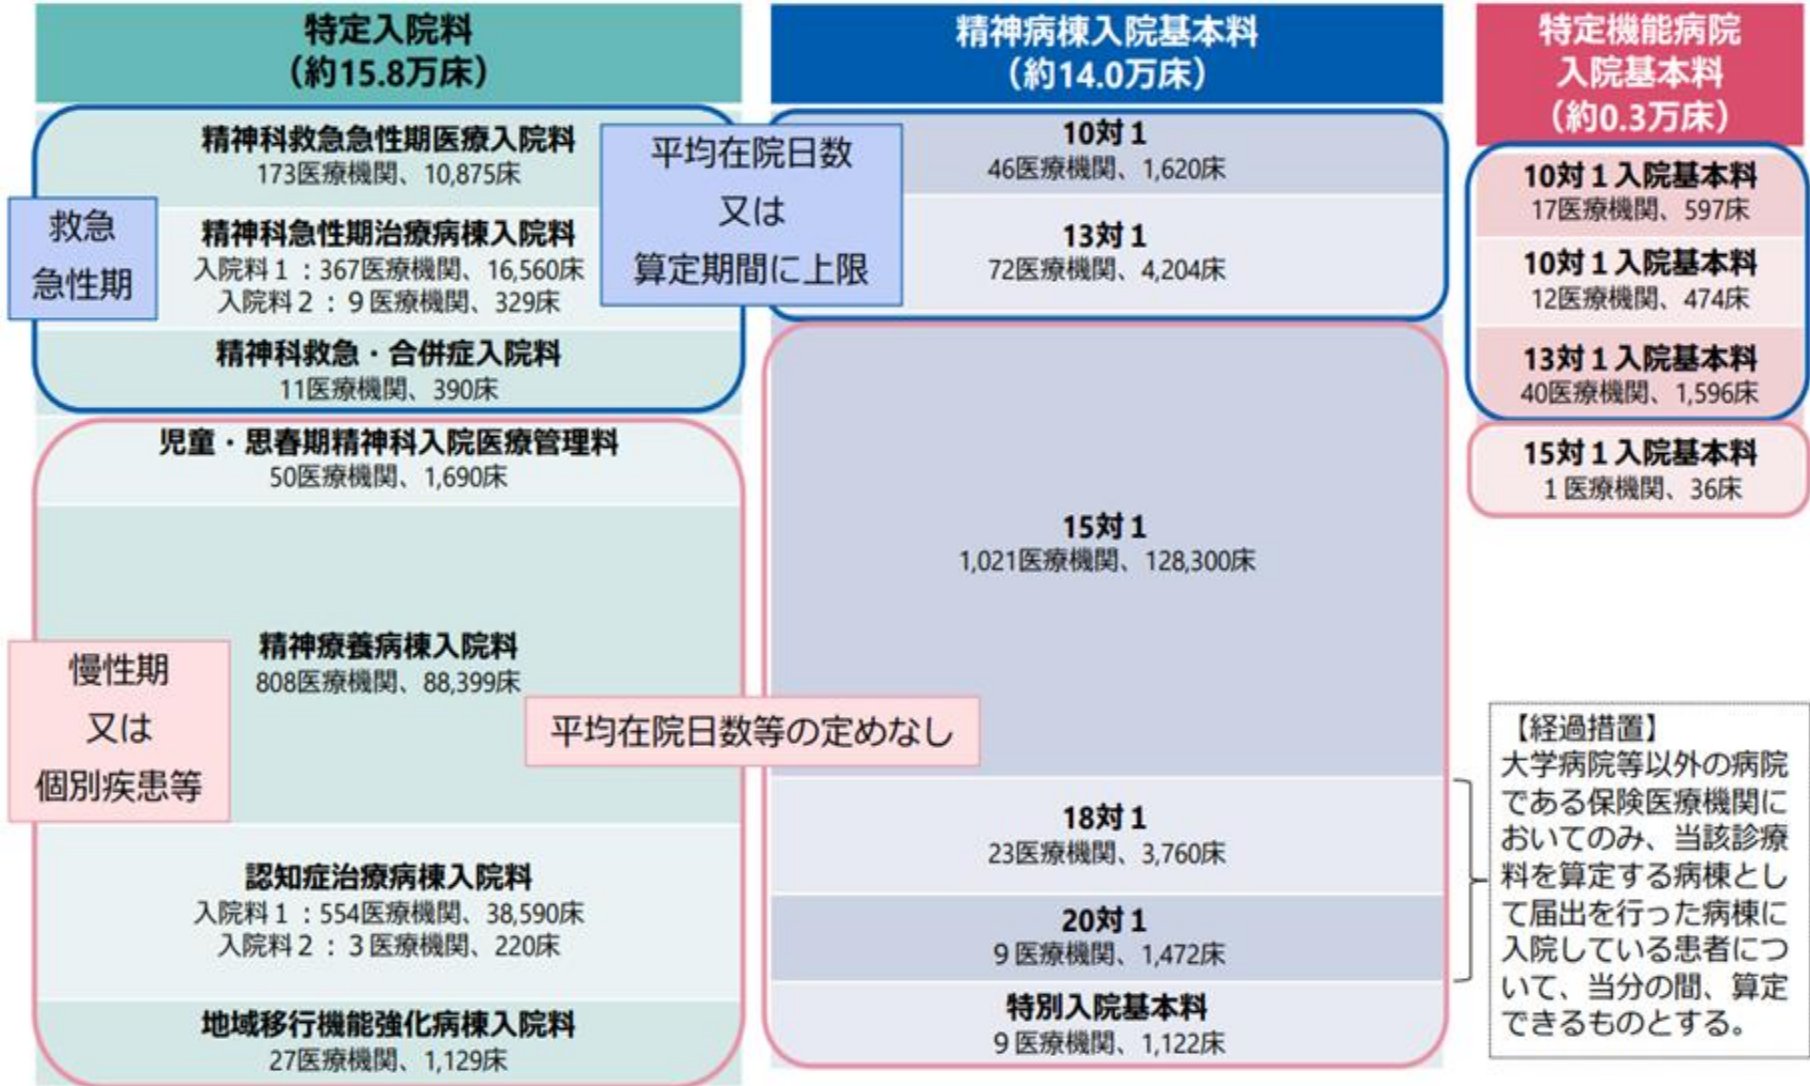 特定入院料
(約15.8万床)
精神科救急急性期医療入院料
173医療機関、10,875床
救急
急性期
精神科急性期治療病棟入院料
入院料１：367医療機関、16,560床
入院料２：９医療機関、329床
精神科救急・合併症入院料
11医療機関、390床
児童・思春期精神科入院医療管理料
50医療機関、1,690床
慢性期
又は
個別疾患等
精神療養病棟入院料
808医療機関、88,399床
認知症治療病棟入院料
入院料１：554医療機関、38,590床
入院料２：３医療機関、220床
地域移行機能強化病棟入院料
27医療機関、1,129床
平均在院日数
又は
算定期間に上限
平均在院日数等の定めなし
精神病棟入院基本料
(約14.0万床)
10対１
46医療機関、1,620床
13対１
72医療機関、4,204床
15対１
1,021医療機関、128,300床
18対１
23医療機関、3,760床
20対１
９医療機関、1,472床
特別入院基本料
９医療機関、1,122床
特定機能病院
入院基本料
(約0.3万床)
10対１入院基本料
17医療機関、597床
10対１入院基本料
12医療機関、474床
13対１入院基本料
40医療機関、1,596床
15対１入院基本料
１医療機関、36床
【経過措置】
大学病院等以外の病院
である保険医療機関に
おいてのみ、当該診療
料を算定する病棟とし
て届出を行った病棟に
入院している患者につ
いて、当分の間、算定
できるものとする。